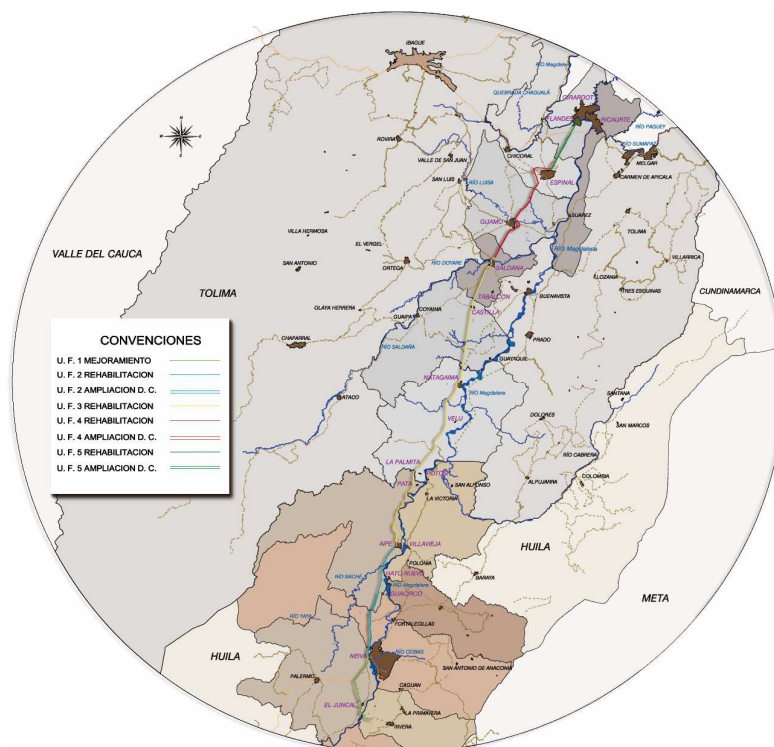 IBAGUE
RÍO Magdalena
QUEBRADA CHAGUALÁ
GIRARDOT
FLANDES
RICAURTE
RÍO PAGUEY
RÍO SUMAPAZ
ROVIRA
CHICORAL
MELGAR
VALLE DE SAN JUAN
CARMEN DE APICALA
SAN LUIS
RÍO LUISA
ESPINAL
GUAMO
SUAREZ
VILLA HERMOSA
TOLIMA
EL VERGEL
RÍO Magdalena
VALLE DEL CAUCA
ORTEGA
RÍO DOYARE
SALDAÑA
VILLARRICA
SAN ANTONIO
LOZANIA
TOLIMA
TABALCON
BUENAVISTA
TRES ESQUINAS
CUNDINAMARCA
OLAYA HERRERA
COYAIMA
CASTILLA
GUAIPA
CHAPARRAL
PRADO
CONVENCIONES
U. F. 1 MEJORAMIENTO
U. F. 2 REHABILITACION
U. F. 2 AMPLIACION D. C.
U. F. 3 REHABILITACION
U. F. 4 REHABILITACION
U. F. 4 AMPLIACION D. C.
U. F. 5 REHABILITACION
U. F. 5 AMPLIACION D. C.
RÍO SALDAÑA
GUAYAQUIL
NATAGAIMA
RÍO Magdalena
ATACO
SANTANA
VELU
DOLORES
SAN MARCOS
RÍO CABRERA
LA PALMITA
POTOSI
COLOMBIA
PATA
SAN ALFONSO
ALPUJARRA
LA VICTORIA
AIPE
VILLAVIEJA
HUILA
POLONIA
RÍO BACHÉ
HATO NUEVO
BARAYA
RÍO Magdalena
GUACIRCO
META
RÍO YAYA
FORTALECILLAS
HUILA
NEIVA
RÍO CEIBAS
SAN ANTONIO DE ANACONIA
PALERMO
CAGUAN
EL JUNCAL
LA PRIMAVERA
RIVERA